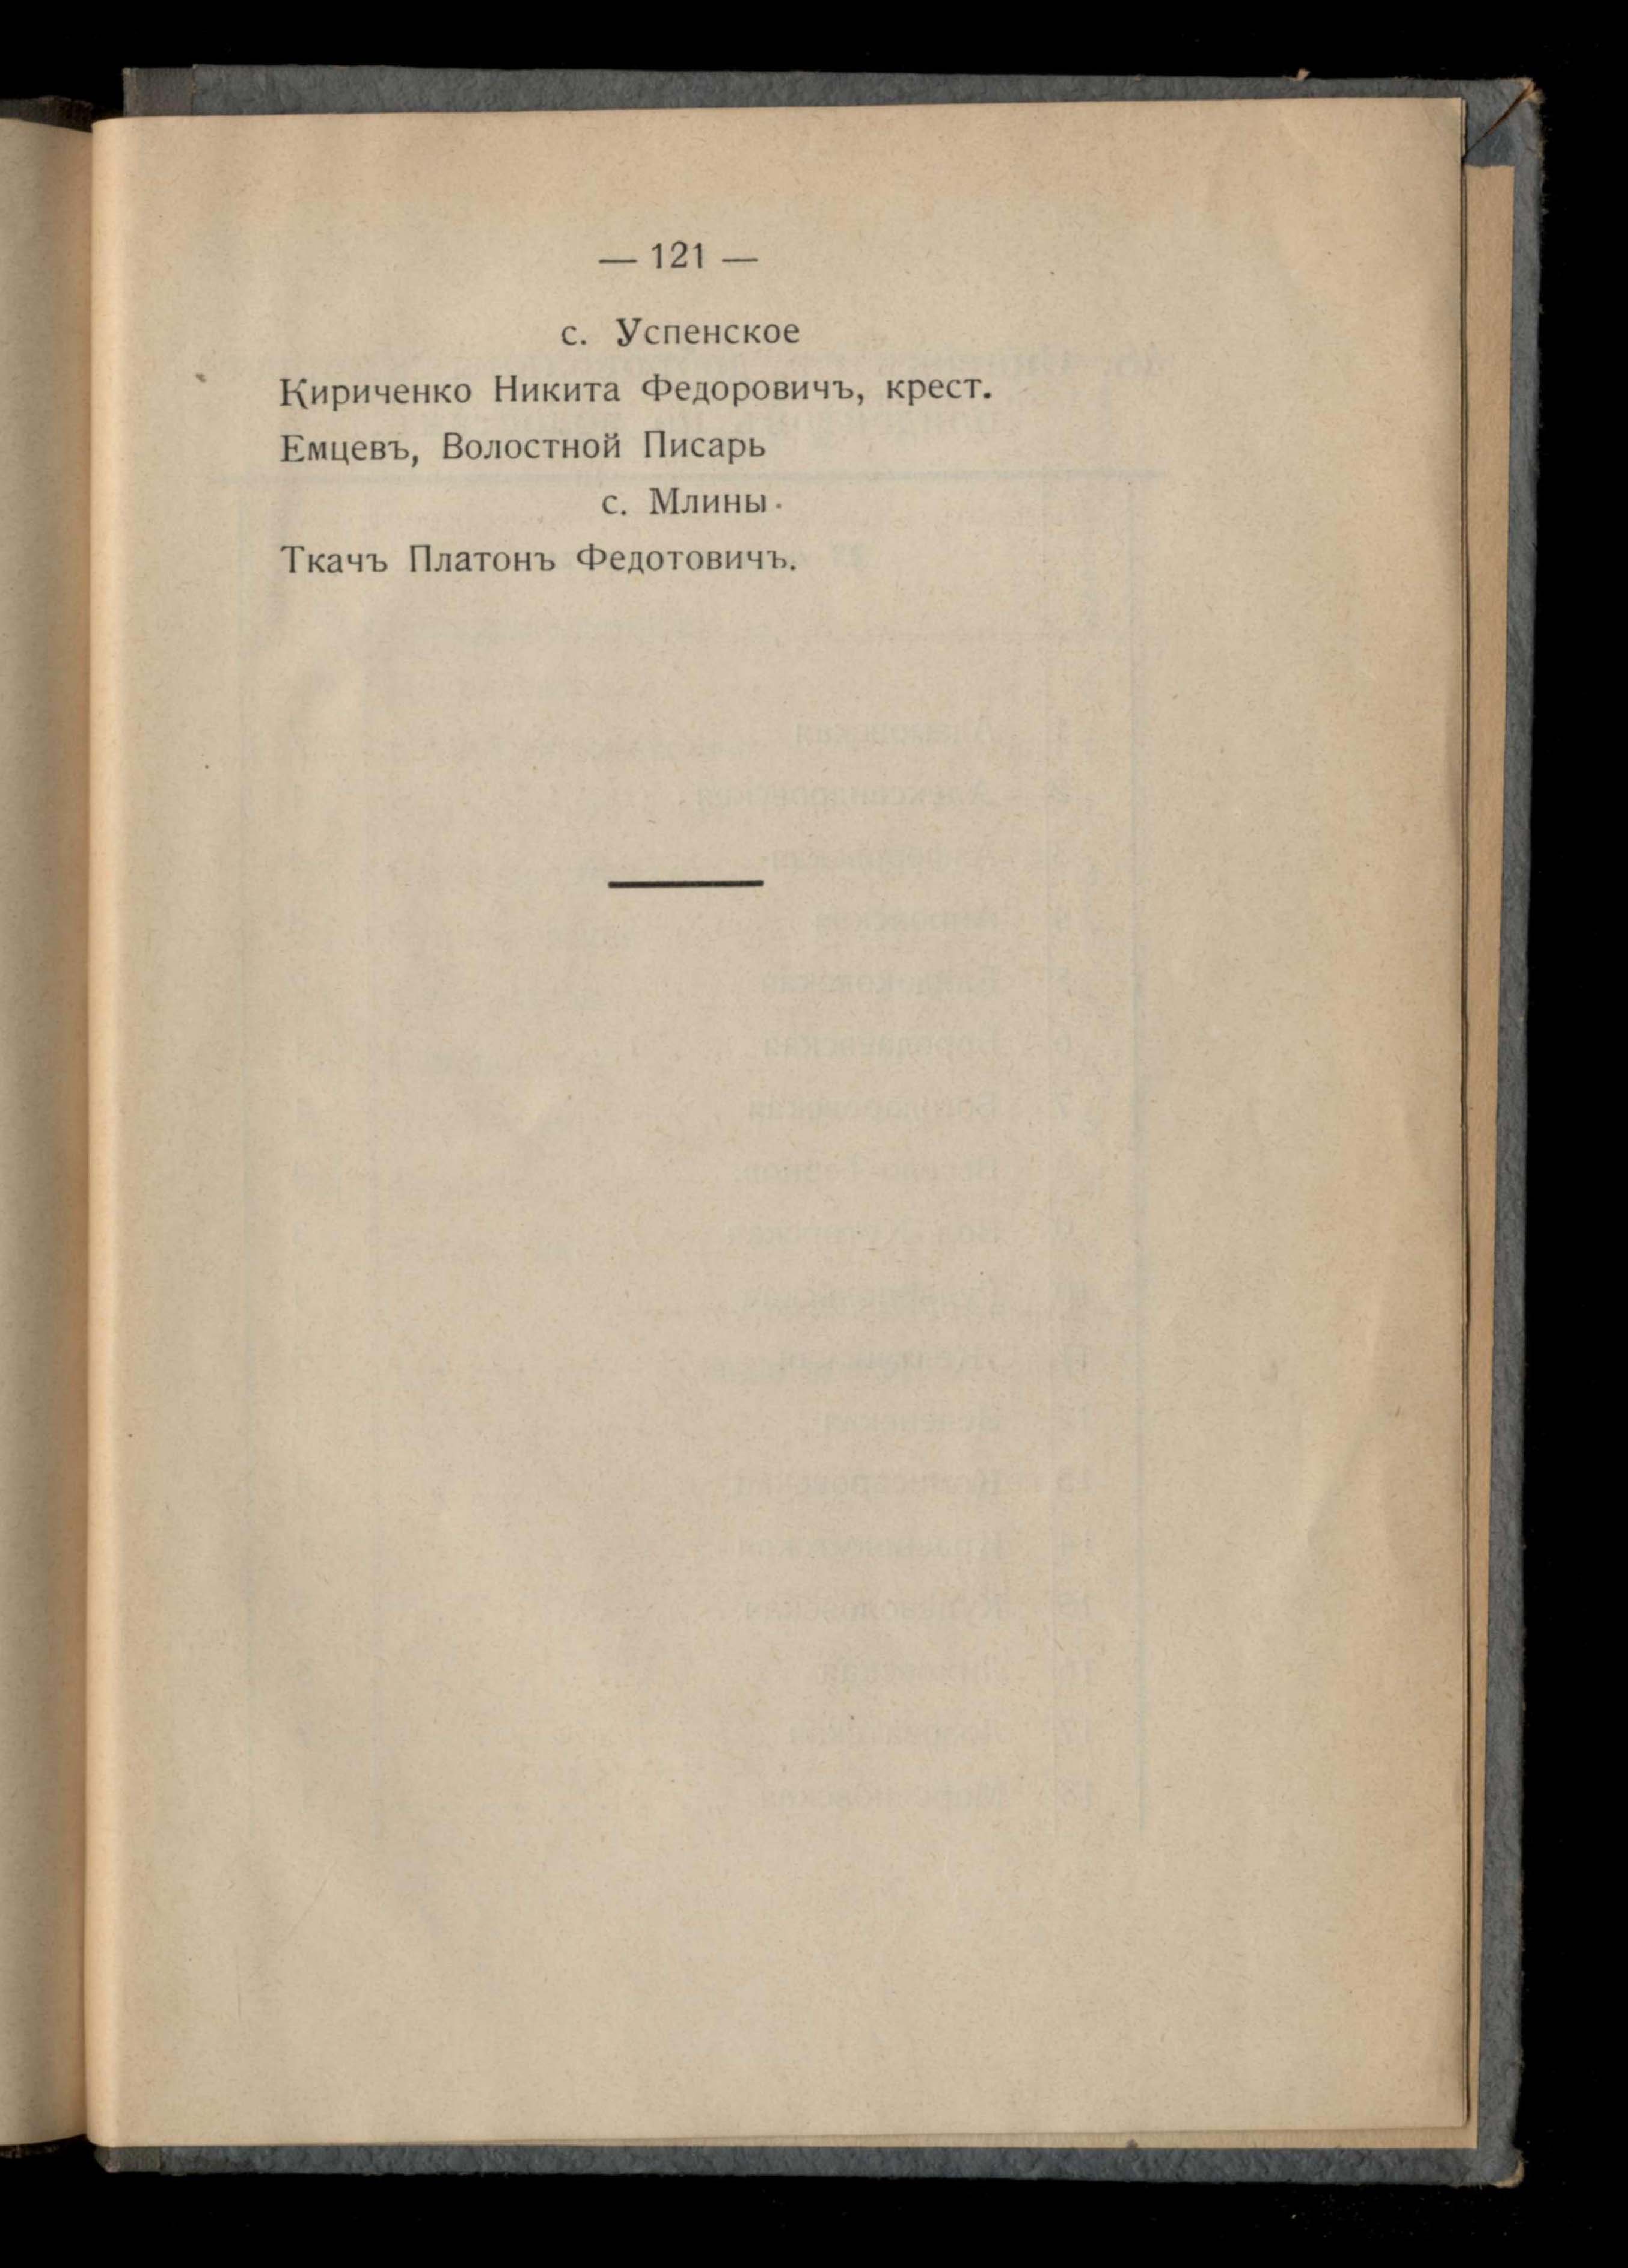 — 121 —
с. Успенское
Кириченко Никита Федоровичъ, крест.
Емцевъ, Волостной Писарь
с. Млины.
Ткачъ Платонъ Федотовичъ.